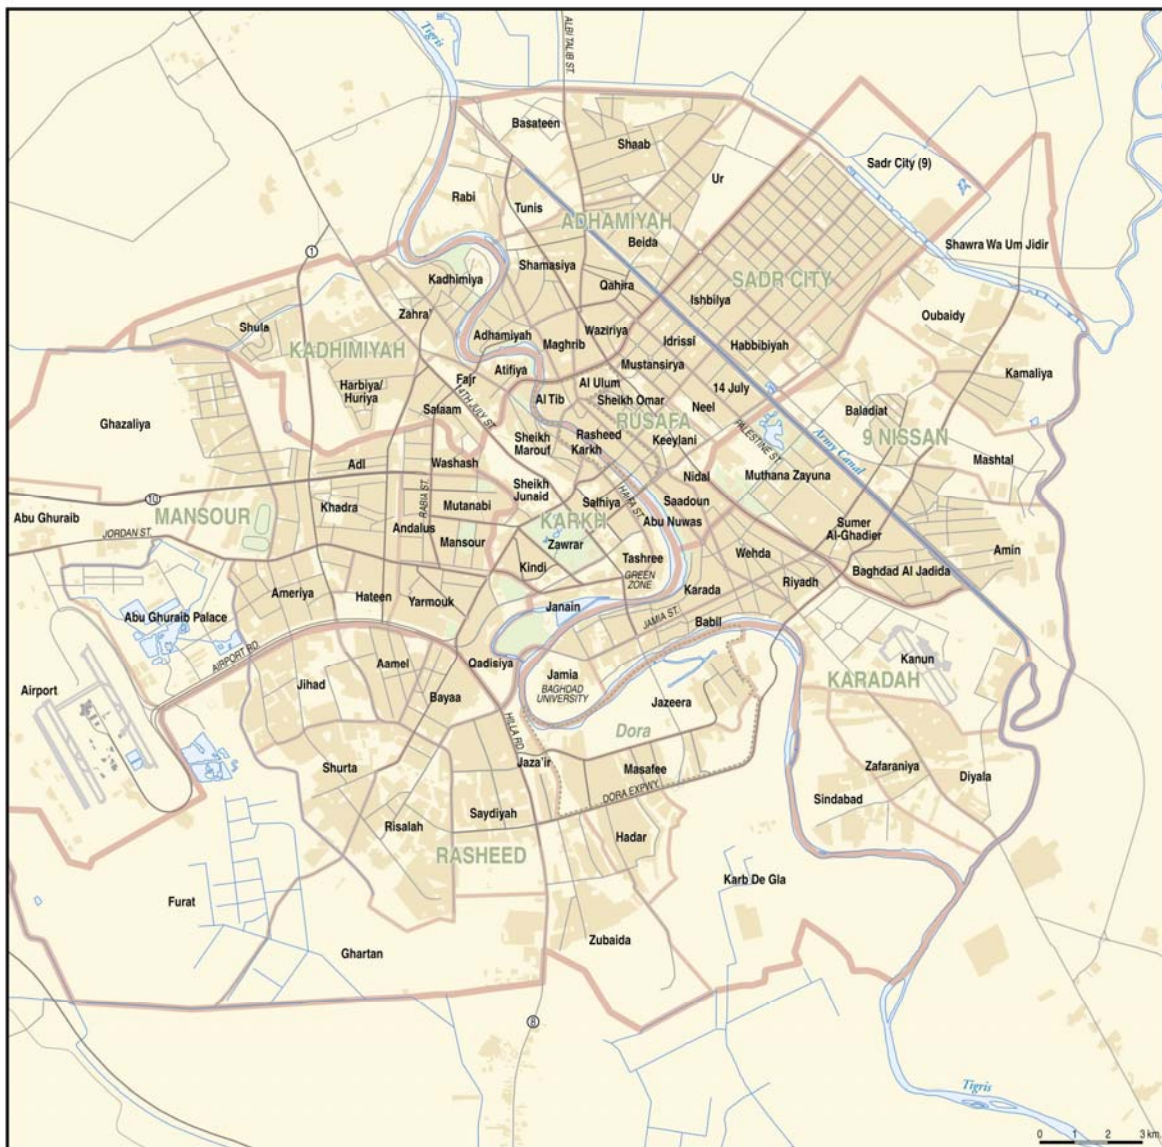 Tigris
ALBI TALIB ST.
Basateen
Shaab
Sadr City (9)
Ur
Rabi
Tunis
ADHAMIYAH
Beida
Shawra Wa Um Jidir
1
Shamasiya
Kadhimiya
Qahira
SADR CITY
Ishbilya
Zahra'
Oubaidy
Shula
Adhamiyah
Waziriya
Maghrib
Idrissi
Habbibiyah
KADHIMIYAH
Atifiya
Mustansirya
Kamaliya
Fajr
Harbiya/
Huriya
Al Ulum
14 July
Al Tib
Sheikh Omar
Salaam
14TH JULY ST.
Neel
Baladiat
Ghazaliya
RUSAFA
PALESTINE ST.
Army Canal
9 NISSAN
Sheikh
Marouf
Rasheed
Karkh
Keeylani
Mashtal
Adl
Washash
Nidal
Muthana Zayuna
RABIA ST.
Sheikh
Junaid
HAIFA ST.
10
Khadra
Mutanabi
Salhiya
Saadoun
Abu Ghuraib
MANSOUR
KARKH
Abu Nuwas
JORDAN ST.
Andalus
Mansour
Zawrar
Sumer
Al-Ghadier
Amin
Wehda
Tashree
Kindi
GREEN
ZONE
Baghdad Al Jadida
Riyadh
Ameriya
Hateen
Yarmouk
Karada
Abu Ghuraib Palace
Janain
JAMIA ST.
Babil
AIRPORT RD.
Aamel
Qadisiya
Kanun
Airport
Jihad
Jamia
BAGHDAD
UNIVERSITY
KARADAH
Bayaa
Jazeera
HILLA RD.
Dora
Jaza'ir
Shurta
Masafee
Zafaraniya
Diyala
DORA EXPWY.
Sindabad
Saydiyah
Risalah
Hadar
RASHEED
Karb De Gla
Furat
Zubaida
Ghartan
8
Tigris
0 1 2 3 km.